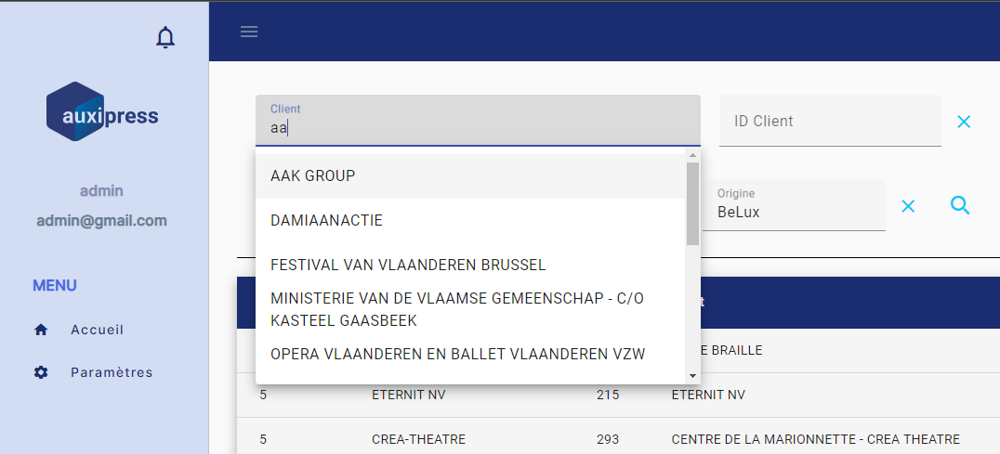 auxipress
admin
admin@gmail.com
MENU
Accueil
Paramètres
Client
aa
ID Client
AAK GROUP
DAMIAANACTIE
FESTIVAL VAN VLAANDEREN BRUSSEL
MINISTERIE VAN DE VLAAMSE GEMEENSCHAP - C/O
KASTEEL GAASBEEK
OPERA VLAANDEREN EN BALLET VLAANDEREN VZW
Origine
BeLux
BRAILLE
5 ETERNIT NV 215 ETERNIT NV
5 CREA-THEATRE 293 CENTRE DE LA MARIONNETTE - CREA THEATRE